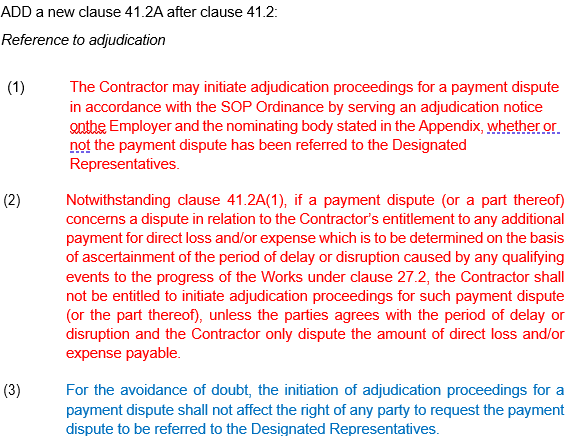 ADD a new clause 41.2A after clause 41.2:
Reference to adjudication
(1) The Contractor may initiate adjudication proceedings for a payment dispute
in accordance with the SOP Ordinance by serving an adjudication notice
onthe Employer and the nominating body stated in the Appendix, whether or
not the payment dispute has been referred to the Designated
Representatives.
(2) Notwithstanding clause 41.2A(1), if a payment dispute (or a part thereof)
concerns a dispute in relation to the Contractor's entitlement to any additional
payment for direct loss and/or expense which is to be determined on the basis
of ascertainment of the period of delay or disruption caused by any qualifying
events to the progress of the Works under clause 27.2, the Contractor shall
not be entitled to initiate adjudication proceedings for such payment dispute
(or the part thereof), unless the parties agrees with the period of delay or
disruption and the Contractor only dispute the amount of direct loss and/or
expense payable.
(3) For the avoidance of doubt, the initiation of adjudication proceedings for a
payment dispute shall not affect the right of any party to request the payment
dispute to be referred to the Designated Representatives.